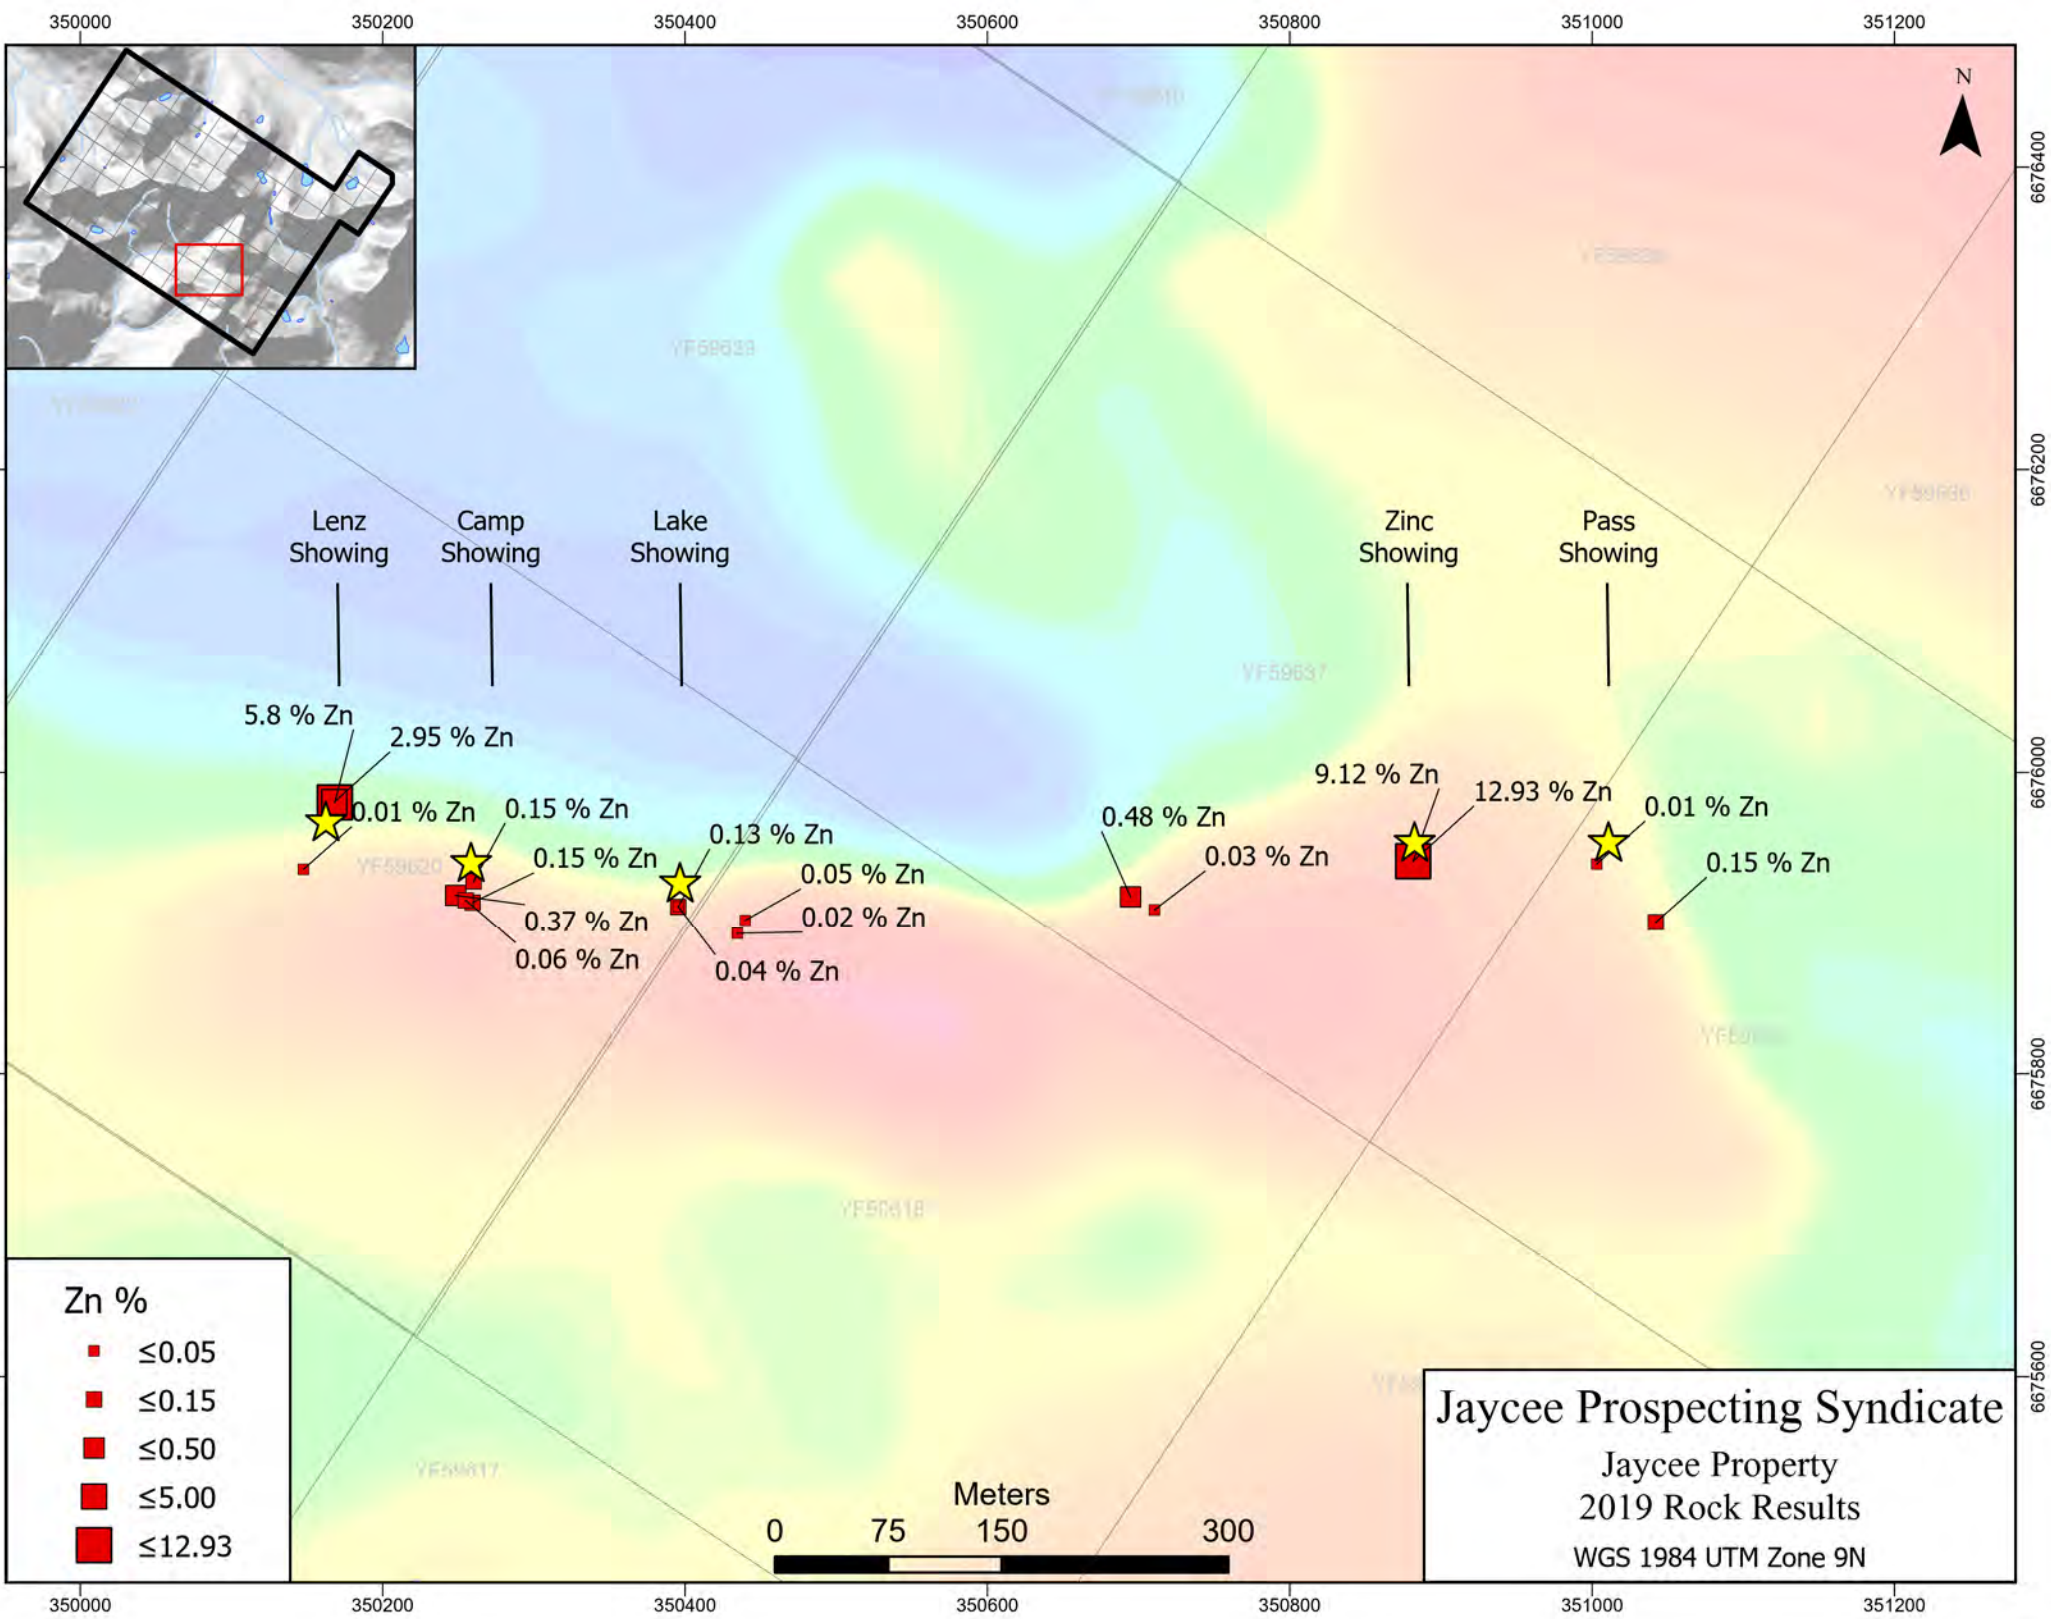 350000 350200 350400 350600 350800 351000 351200
N
6676400
6676200
6676000
6675800
6675600
YF59639
YF59637
YF59620
YF59617
Lenz
Showing
Camp
Showing
Lake
Showing
Zinc
Showing
Pass
Showing
5.8 % Zn
2.95 % Zn
0.01 % Zn
0.15 % Zn
0.15 % Zn
0.37 % Zn
0.06 % Zn
0.13 % Zn
0.05 % Zn
0.02 % Zn
0.04 % Zn
0.48 % Zn
0.03 % Zn
9.12 % Zn
12.93 % Zn
0.01 % Zn
0.15 % Zn
Zn %
≤0.05
≤0.15
≤0.50
≤5.00
≤12.93
Meters
0 75 150 300
Jaycee Prospecting Syndicate
Jaycee Property
2019 Rock Results
WGS 1984 UTM Zone 9N
350000 350200 350400 350600 350800 351000 351200